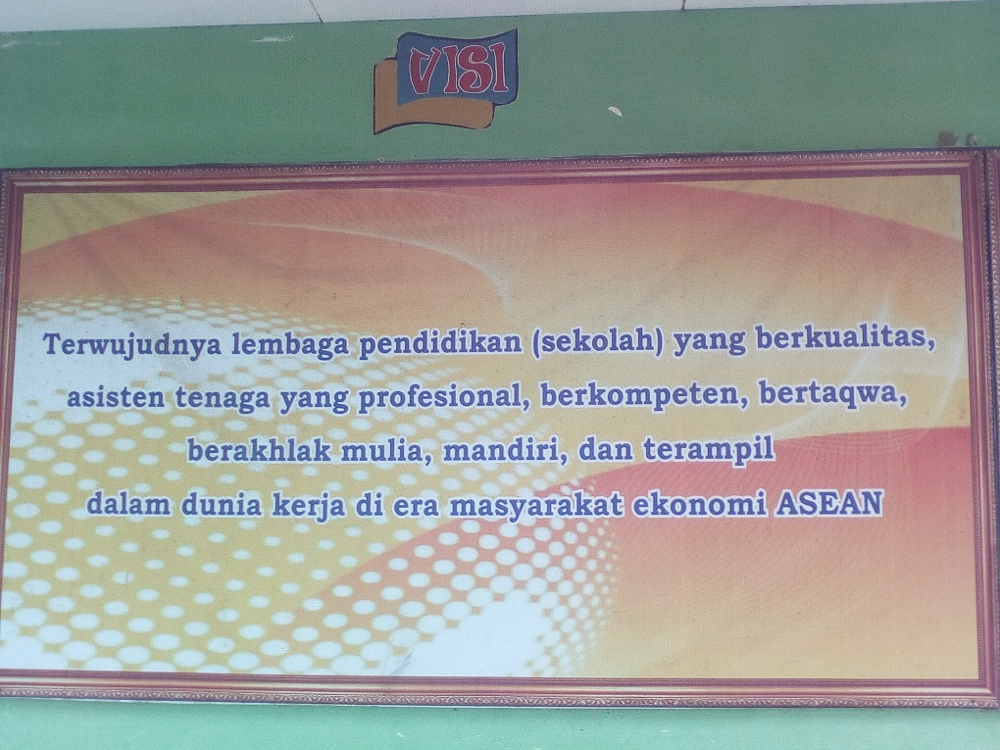 VISI
Terwujudnya lembaga pendidikan (sekolah) yang berkualitas,
asisten tenaga yang profesional, berkompeten, bertaqwa,
berakhlak mulia, mandiri, dan terampil
dalam dunia kerja di era masyarakat ekonomi ASEAN